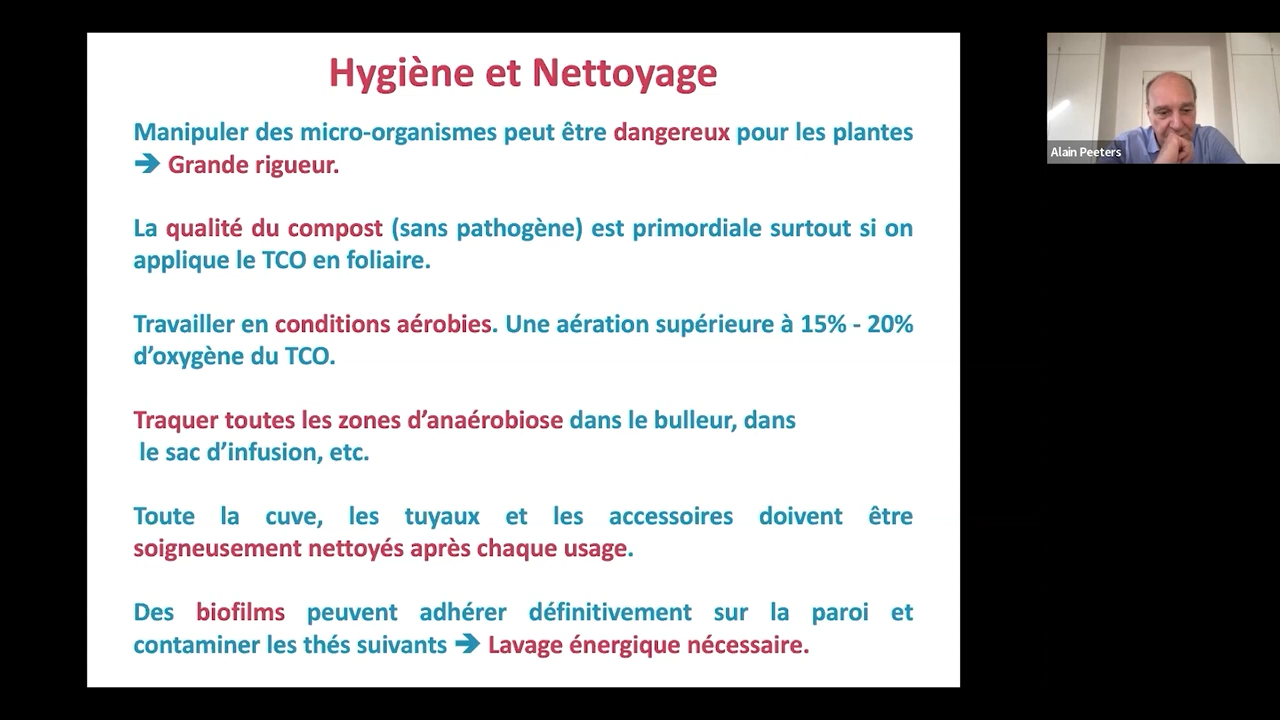 Hygiène et Nettoyage
Manipuler des micro-organismes peut être dangereux pour les plantes
➔ Grande rigueur.
La qualité du compost (sans pathogène) est primordiale surtout si on
applique le TCO en foliaire.
Travailler en conditions aérobies. Une aération supérieure à 15% - 20%
d’oxygène du TCO.
Traquer toutes les zones d’anaérobiose dans le bulleur, dans
le sac d’infusion, etc.
Toute la cuve, les tuyaux et les accessoires doivent être
soigneusement nettoyés après chaque usage.
Des biofilms peuvent adhérer définitivement sur la paroi et
contaminer les thés suivants ➔ Lavage énergique nécessaire.
Alain Peeters